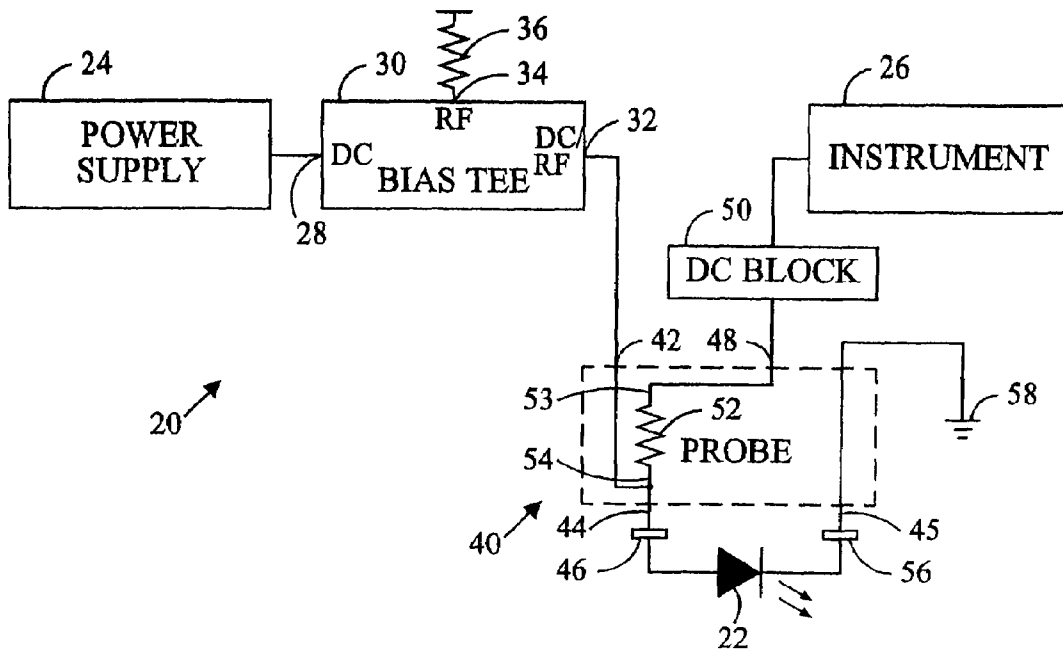 36
24
30
34
26
POWER
SUPPLY
RF
DC
DC/
RF
BIAS TEE
32
INSTRUMENT
28
50
DC BLOCK
42
48
20
53
52
PROBE
58
54
44
45
40
46
56
22